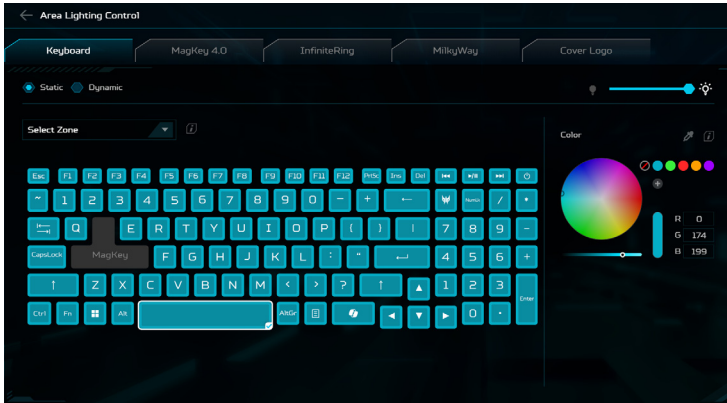 Area Lighting Control
Keyboard MagKey 4.0 InfiniteRing MilkyWay Cover Logo
Static Dynamic
Select Zone
Color
Esc F1 F2 F3 F4 F5 F6 F7 F8 F9 F10 F11 F12 PrtSc Ins Del
~ 1 2 3 4 5 6 7 8 9 0 - + NumLk / *
Q E R T Y U I O P { } | 7 8 9 -
CapsLock MagKey F G H J K L : " 4 5 6 +
Z X C V B N M < > ? 1 2 3
Enter
Ctrl Fn Alt AltGr 0 .
R 0
G 174
B 199